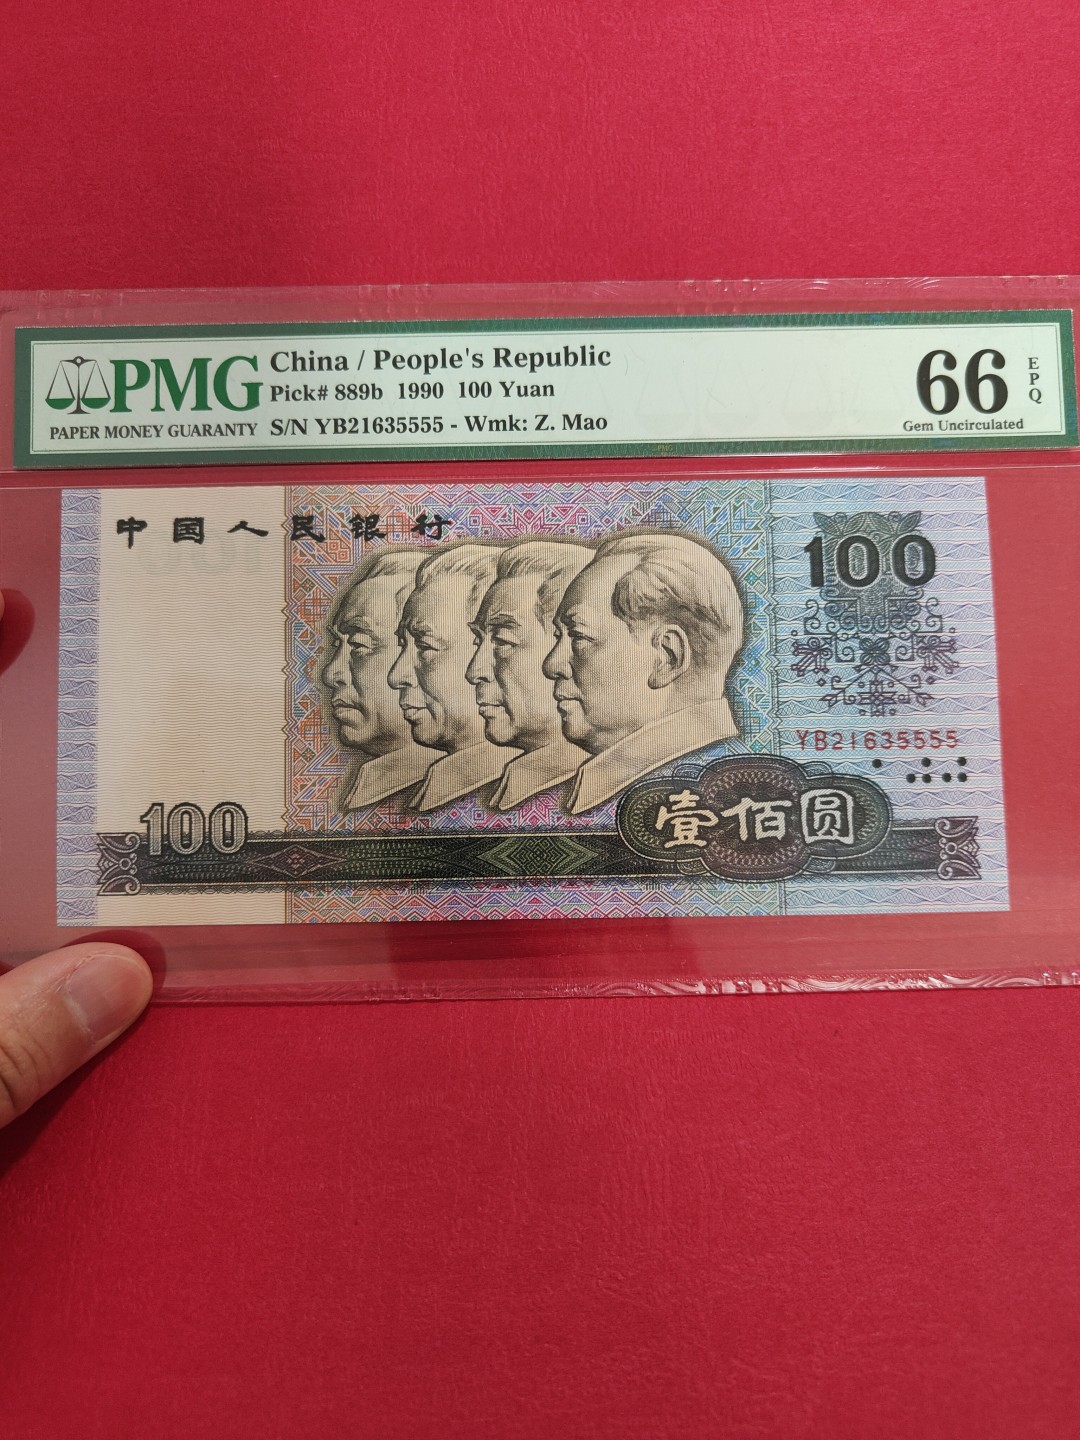 PMG
PAPER MONEY GUARANTY
China / People's Republic
Pick# 889b 1990 100 Yuan
S/N YB21635555 - Wmk: Z. Mao
66
EPQ
Gem Uncirculated
中国人民银行
100
YB21635555
100
壹佰圆